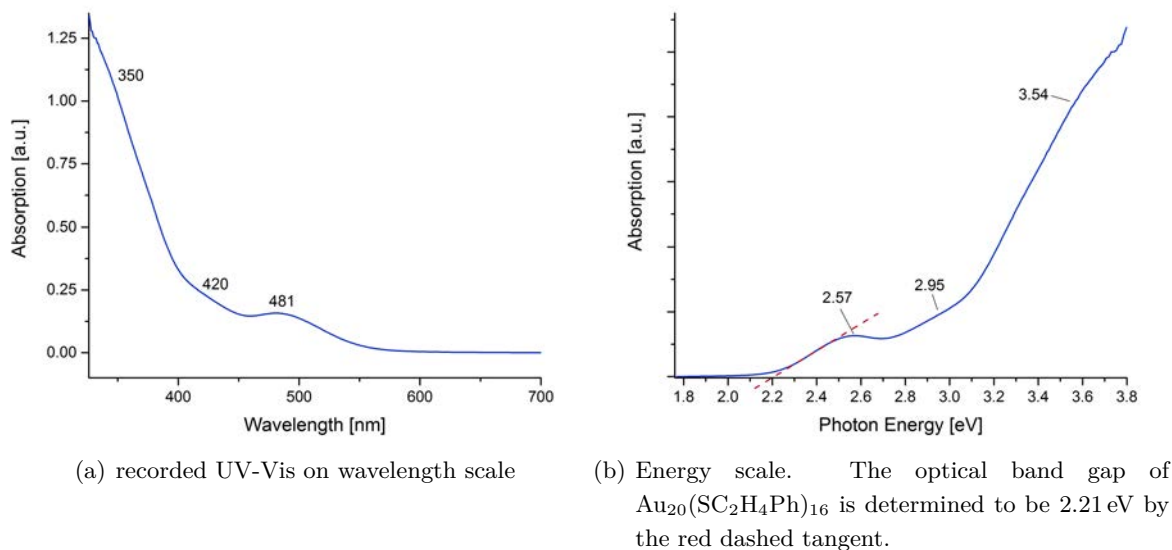 1.25
1.00
0.75
0.50
0.25
0.00
Absorption [a.u.]
350
420
481
400
500
600
700
Wavelength [nm]
(a) recorded UV-Vis on wavelength scale
Absorption [a.u.]
2.57
2.95
3.54
1.8 2.0 2.2 2.4 2.6 2.8 3.0 3.2 3.4 3.6 3.8
Photon Energy [eV]
(b) Energy scale. The optical band gap of
Au₂₀(SC₂H₄Ph)₁₆ is determined to be 2.21 eV by
the red dashed tangent.